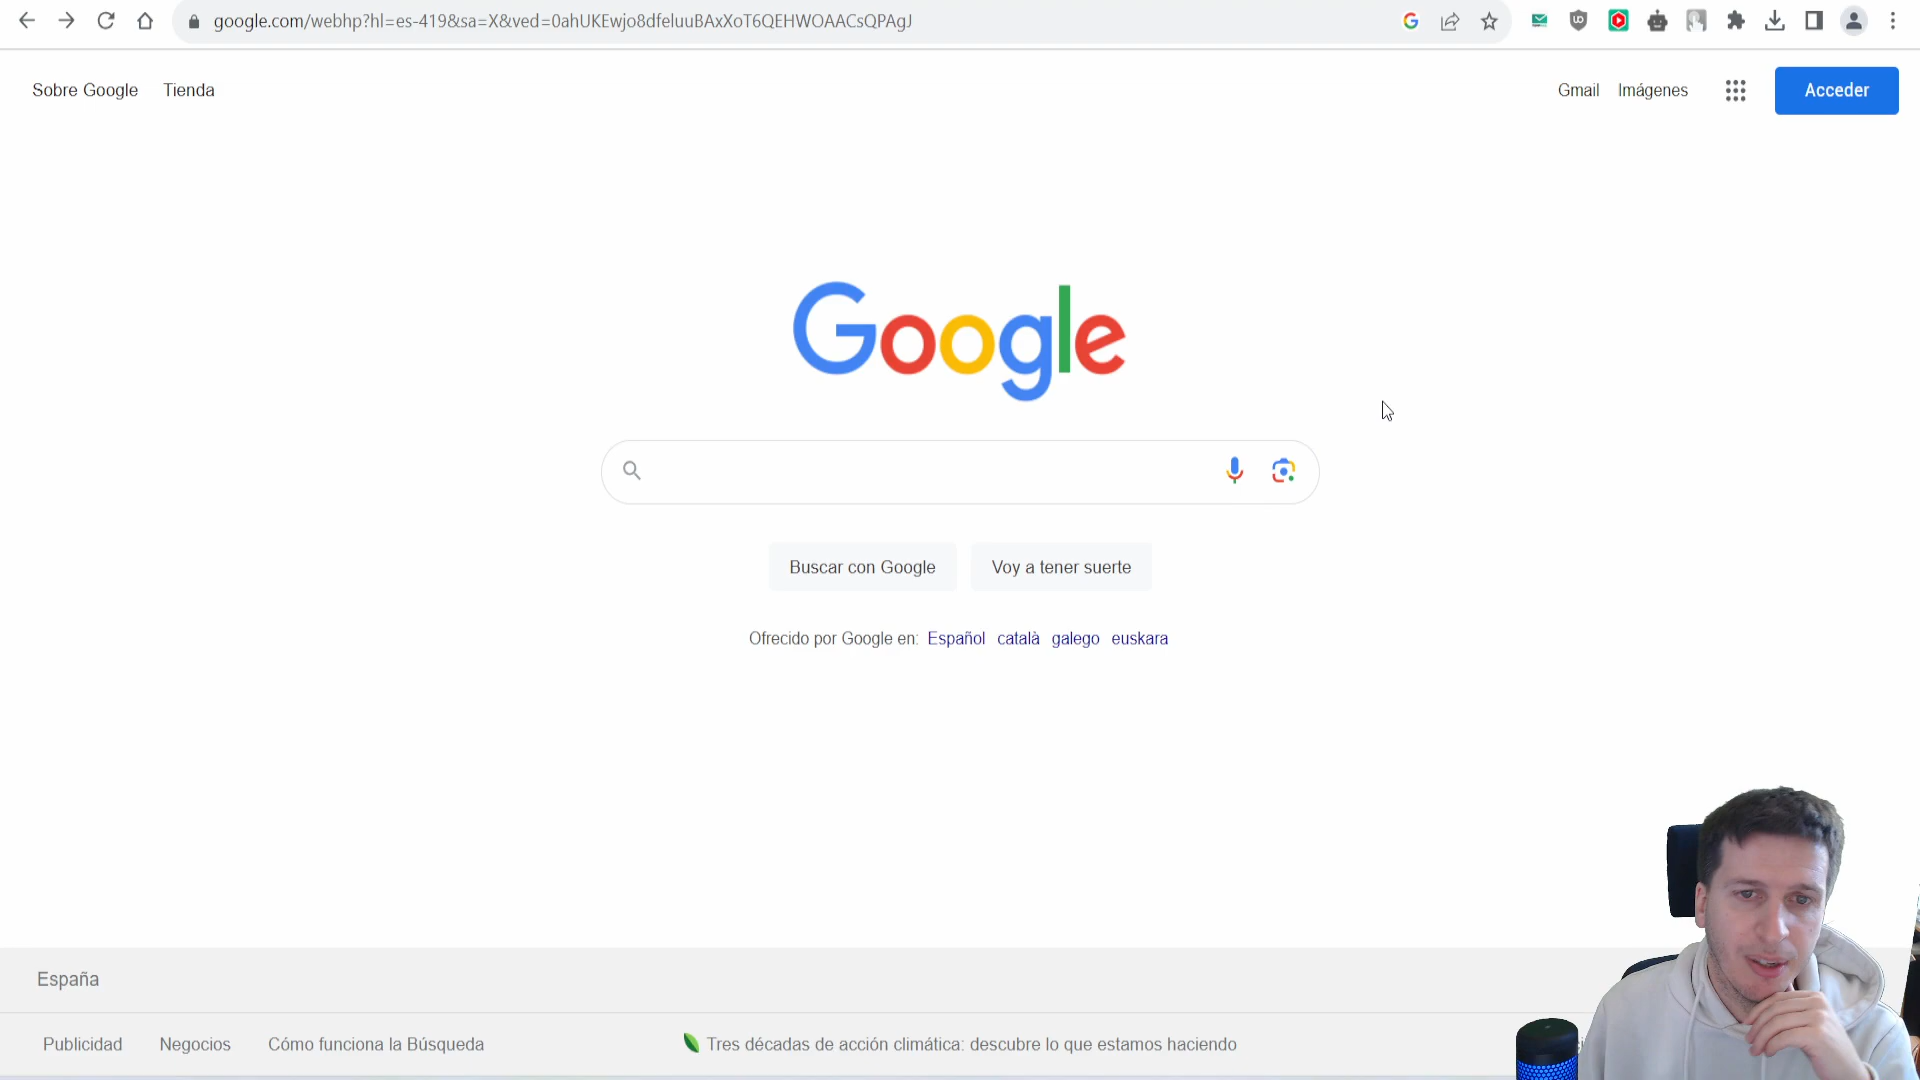 google.com/webhp?hl=es-419&sa=X&ved=0ahUKEwjo8dfeluuBAxXoT6QEHWOAACsQPAgJ
Sobre Google Tienda Gmail Imágenes Acceder
Google
Buscar con Google Voy a tener suerte
Ofrecido por Google en: Español català galego euskara
España
Publicidad Negocios Cómo funciona la Búsqueda Tres décadas de acción climática: descubre lo que estamos haciendo